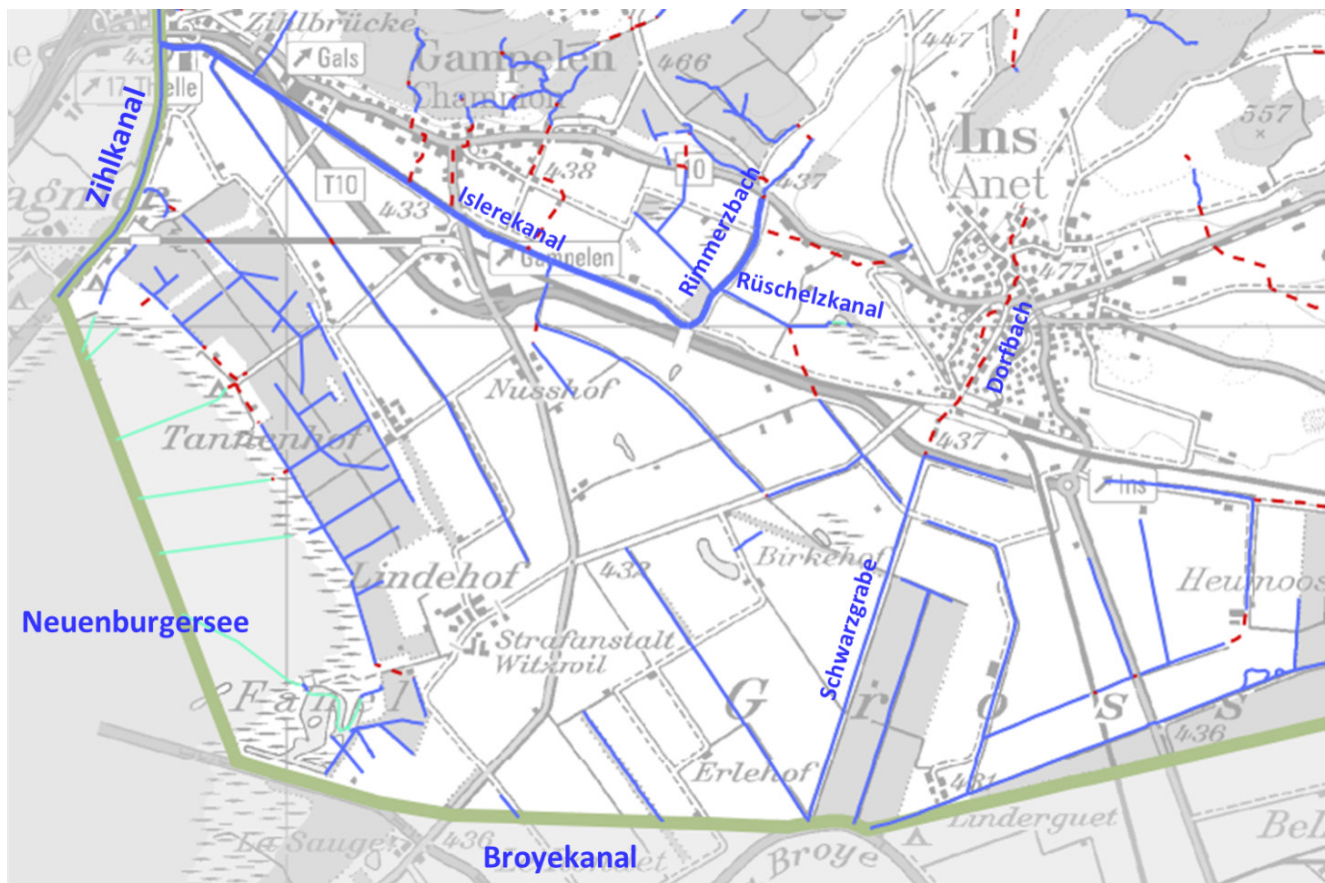 Zihlbrücke
↗ Gals
466
447
Gampelen
Champion
43
↗ 17 Thielle
557
Ins
Anet
Zihlkanal
T10
438
437
433
Islerekanal
Rimmerzbach
↗ Gampelen
Rüschelzkanal
477
Dorfbach
Nusshof
Tannenhof
437
↗ Ins
432
Birkehof
Heumoos
Lindehof
Neuenburgersee
Strafanstalt
Witzwil
Schwarzgrabe
Fanel
G r o s s
436
Erlehof
431
Linderguet
La Sauge
436
Broye
Broyekanal